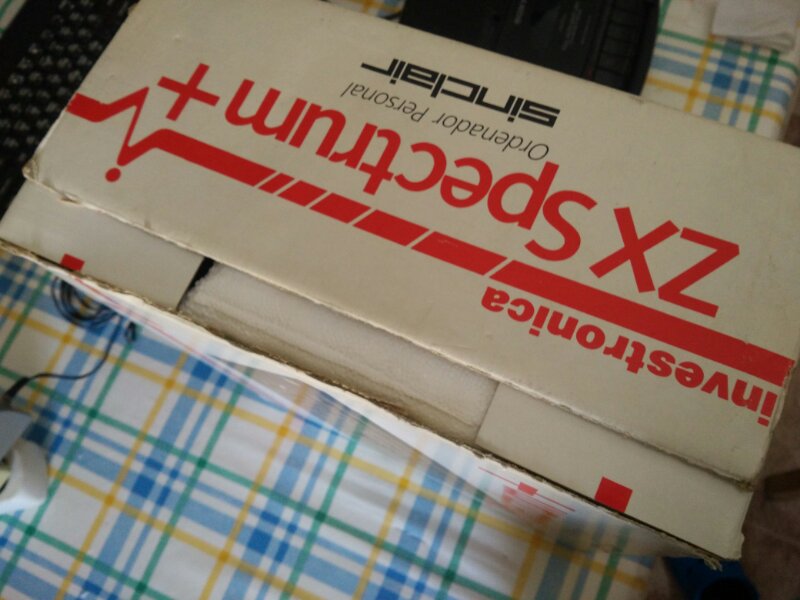 sinclair
Ordenador Personal
ZX Spectrum+
investronica